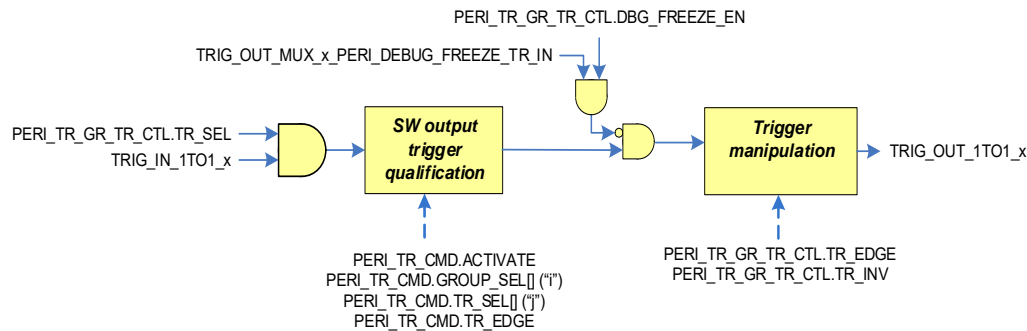 PERI_TR_GR_TR_CTL.DBG_FREEZE_EN
TRIG_OUT_MUX_x_PERI_DEBUG_FREEZE_TR_IN
PERI_TR_GR_TR_CTL.TR_SEL
TRIG_IN_1TO1_x
SW output
trigger
qualification
Trigger
manipulation
TRIG_OUT_1TO1_x
PERI_TR_CMD.ACTIVATE
PERI_TR_CMD.GROUP_SEL[] (“i”)
PERI_TR_CMD.TR_SEL[] (“j”)
PERI_TR_CMD.TR_EDGE
PERI_TR_GR_TR_CTL.TR_EDGE
PERI_TR_GR_TR_CTL.TR_INV